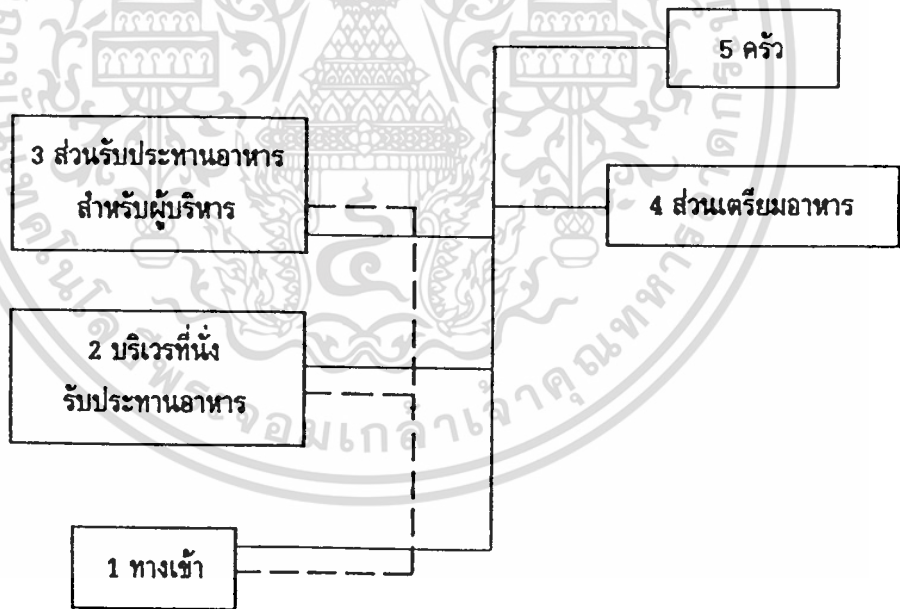 5 ครัว
3 ส่วนรับประทานอาหาร
สำหรับผู้บริหาร
4 ส่วนเตรียมอาหาร
2 บริเวรที่นั่ง
รับประทานอาหาร
1 ทางเข้า